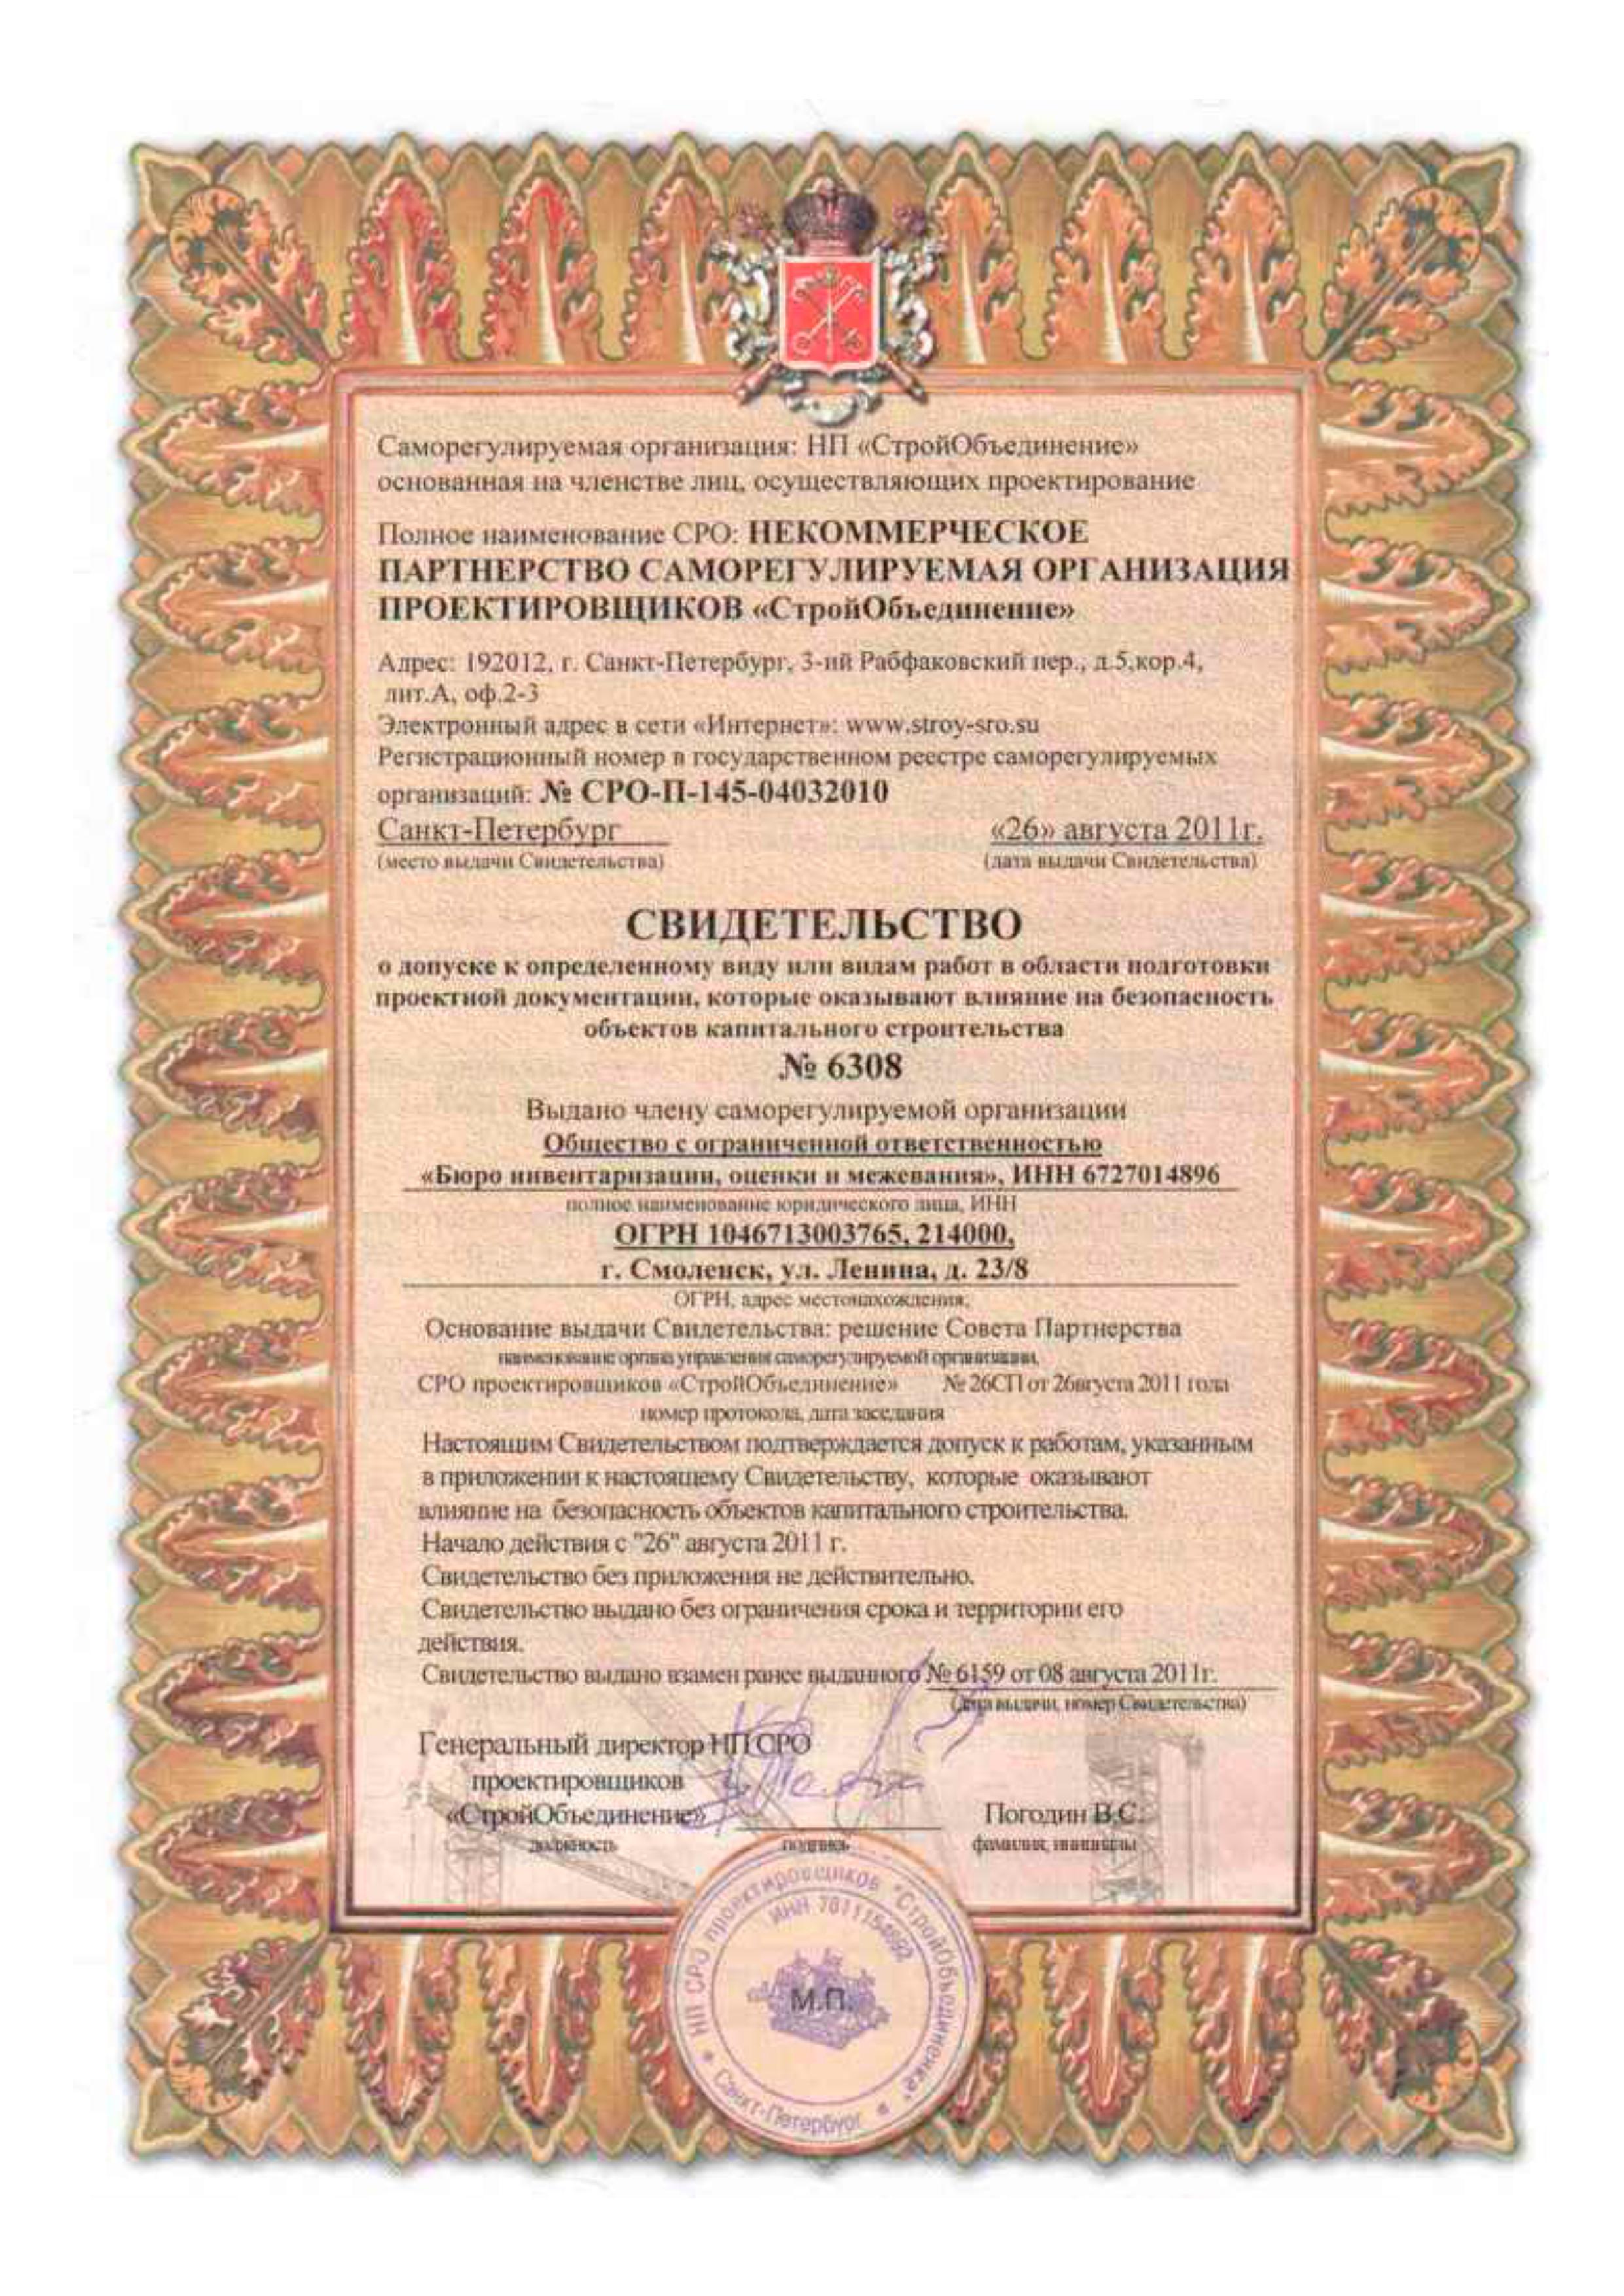 Саморегулируемая организация: НП «СтройОбъединение»
основанная на членстве лиц, осуществляющих проектирование
Полное наименование СРО: НЕКОММЕРЧЕСКОЕ
ПАРТНЕРСТВО САМОРЕГУЛИРУЕМАЯ ОРГАНИЗАЦИЯ
ПРОЕКТИРОВЩИКОВ «СтройОбъединение»
Адрес: 192012, г. Санкт-Петербург, 3-ий Рабфаковский пер., д.5,кор.4,
лит.А, оф.2-3
Электронный адрес в сети «Интернет»: www.stroy-sro.su
Регистрационный номер в государственном реестре саморегулируемых
организаций: № СРО-П-145-04032010
Санкт-Петербург «26» августа 2011г.
(место выдачи Свидетельства) (дата выдачи Свидетельства)
СВИДЕТЕЛЬСТВО
о допуске к определенному виду или видам работ в области подготовки
проектной документации, которые оказывают влияние на безопасность
объектов капитального строительства
№ 6308
Выдано члену саморегулируемой организации
Общество с ограниченной ответственностью
«Бюро инвентаризации, оценки и межевания», ИНН 6727014896
полное наименование юридического лица, ИНН
ОГРН 1046713003765, 214000,
г. Смоленск, ул. Ленина, д. 23/8
ОГРН, адрес местонахождения,
Основание выдачи Свидетельства: решение Совета Партнерства
наименование органа управления саморегулируемой организации,
СРО проектировщиков «СтройОбъединение» № 26СП от 26вгуста 2011 года
номер протокола, дата заседания
Настоящим Свидетельством подтверждается допуск к работам, указанным
в приложении к настоящему Свидетельству, которые оказывают
влияние на безопасность объектов капитального строительства.
Начало действия с "26" августа 2011 г.
Свидетельство без приложения не действительно.
Свидетельство выдано без ограничения срока и территории его
действия.
Свидетельство выдано взамен ранее выданного № 6159 от 08 августа 2011г.
(дата выдачи, номер Свидетельства)
Генеральный директор НП СРО
проектировщиков
«СтройОбъединение» Погодин В.С.
должность подпись фамилия, инициалы
НП СРО проектировщиков "СтройОбъединение"
ИНН
М.П.
Санкт-Петербург